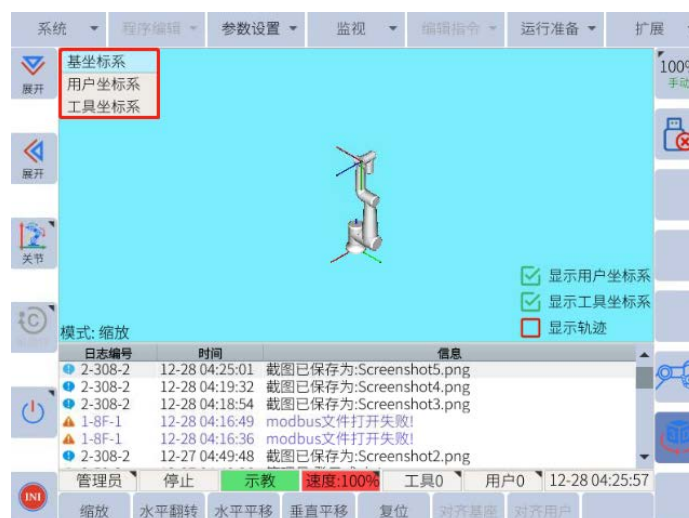 系统 程序编辑 参数设置 监视 编辑指令 运行准备 扩展
展开
展开
关节
基坐标系
用户坐标系
工具坐标系
100%
手动
显示用户坐标系
显示工具坐标系
显示轨迹
模式: 缩放
日志编号 时间 信息
2-308-2 12-28 04:25:01 截图已保存为:Screenshot5.png
2-308-2 12-28 04:19:32 截图已保存为:Screenshot4.png
2-308-2 12-28 04:18:54 截图已保存为:Screenshot3.png
1-8F-1 12-28 04:16:49 modbus文件打开失败!
1-8F-1 12-28 04:16:36 modbus文件打开失败!
2-308-2 12-27 04:49:48 截图已保存为:Screenshot2.png
管理员 停止 示教 速度:100% 工具0 用户0 12-28 04:25:57
INI
缩放 水平翻转 水平平移 垂直平移 复位 对齐基座 对齐用户